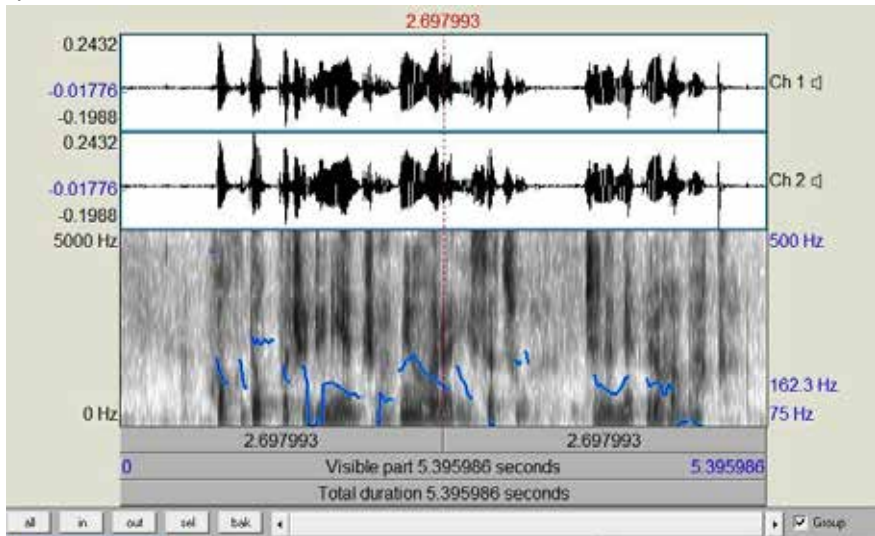 2.697993
0.2432
-0.01776
-0.1988
Ch 1
0.2432
-0.01776
-0.1988
Ch 2
5000 Hz
500 Hz
162.3 Hz
0 Hz
75 Hz
2.697993 2.697993
0 Visible part 5.395986 seconds 5.395986
Total duration 5.395986 seconds
all in out sel bak Group